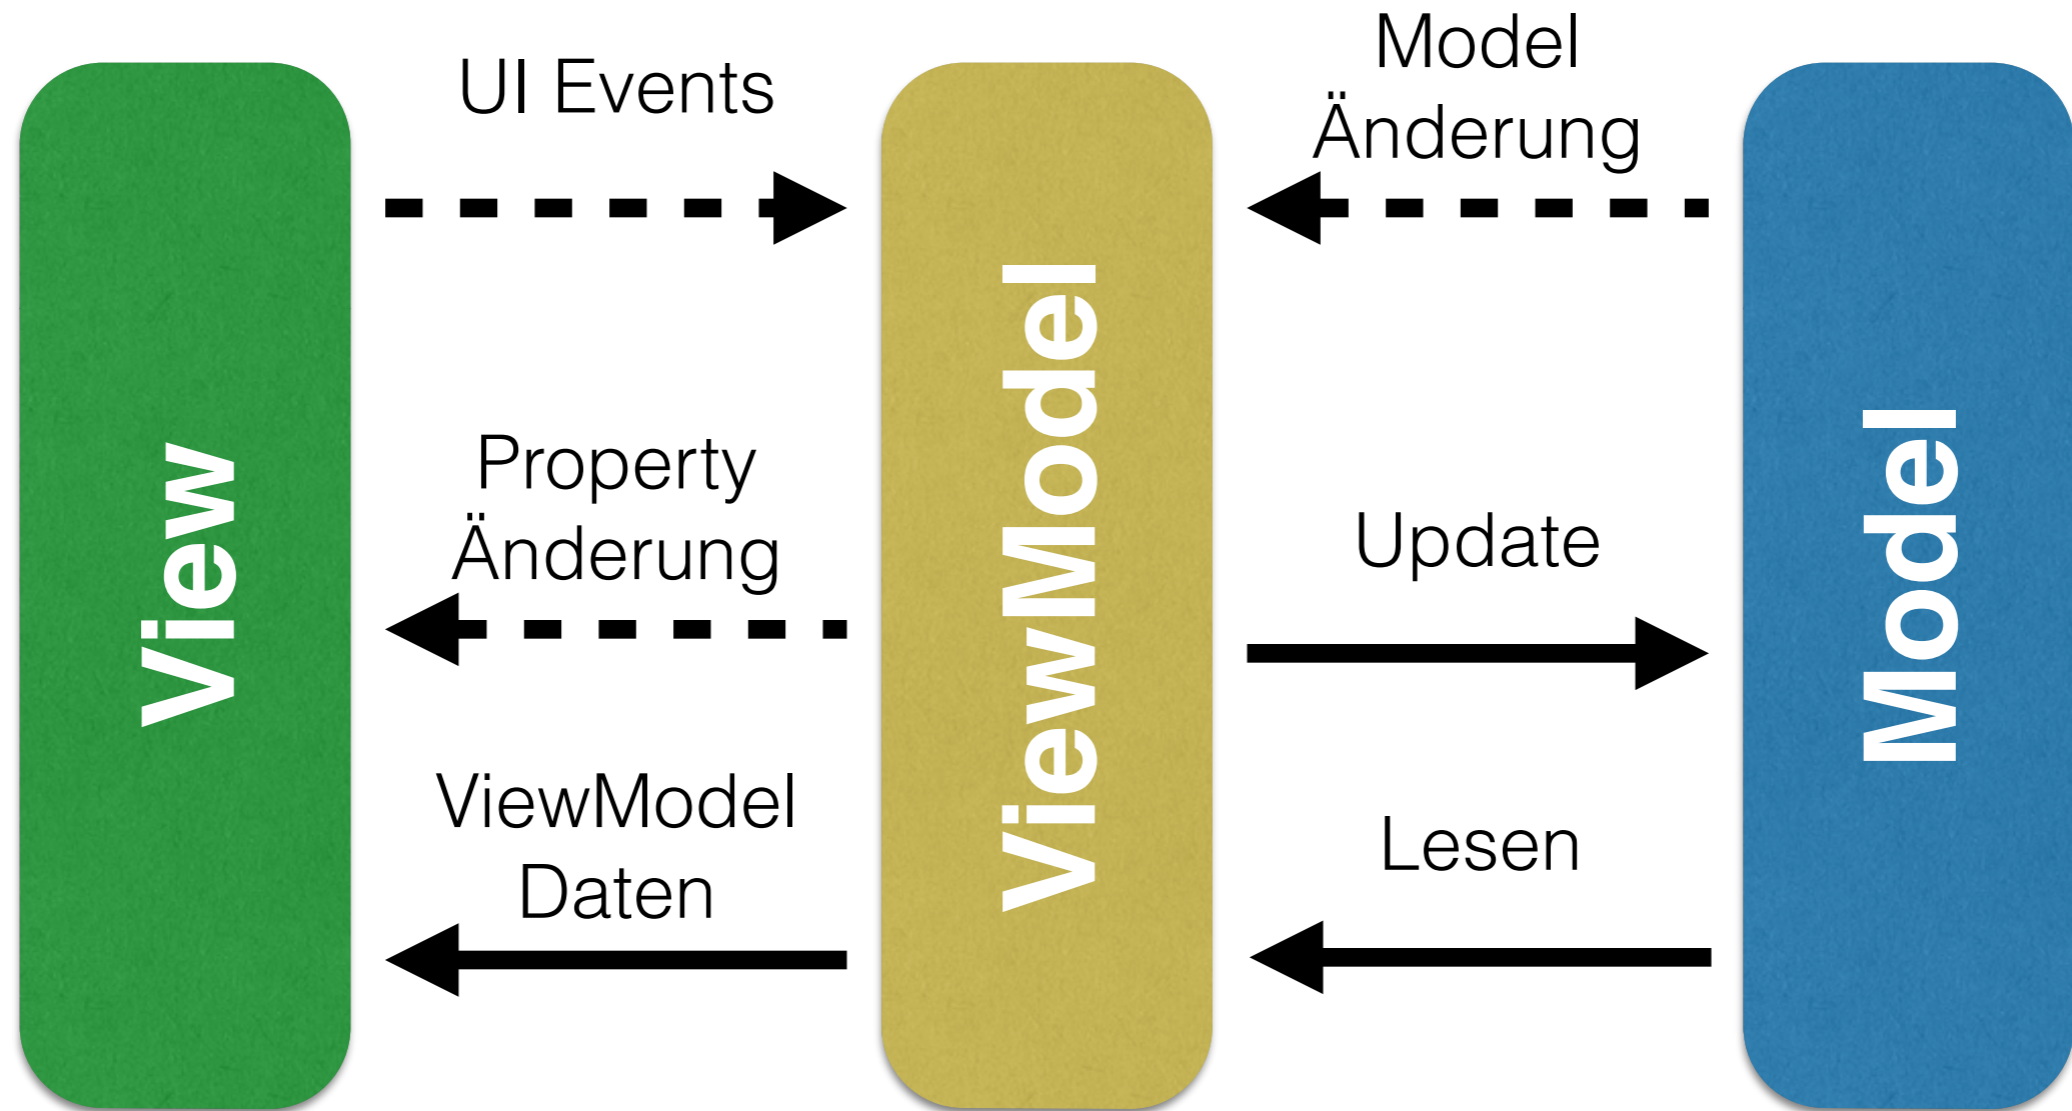 UI Events
Model
Änderung
View
ViewModel
Model
Property
Änderung
Update
ViewModel
Daten
Lesen